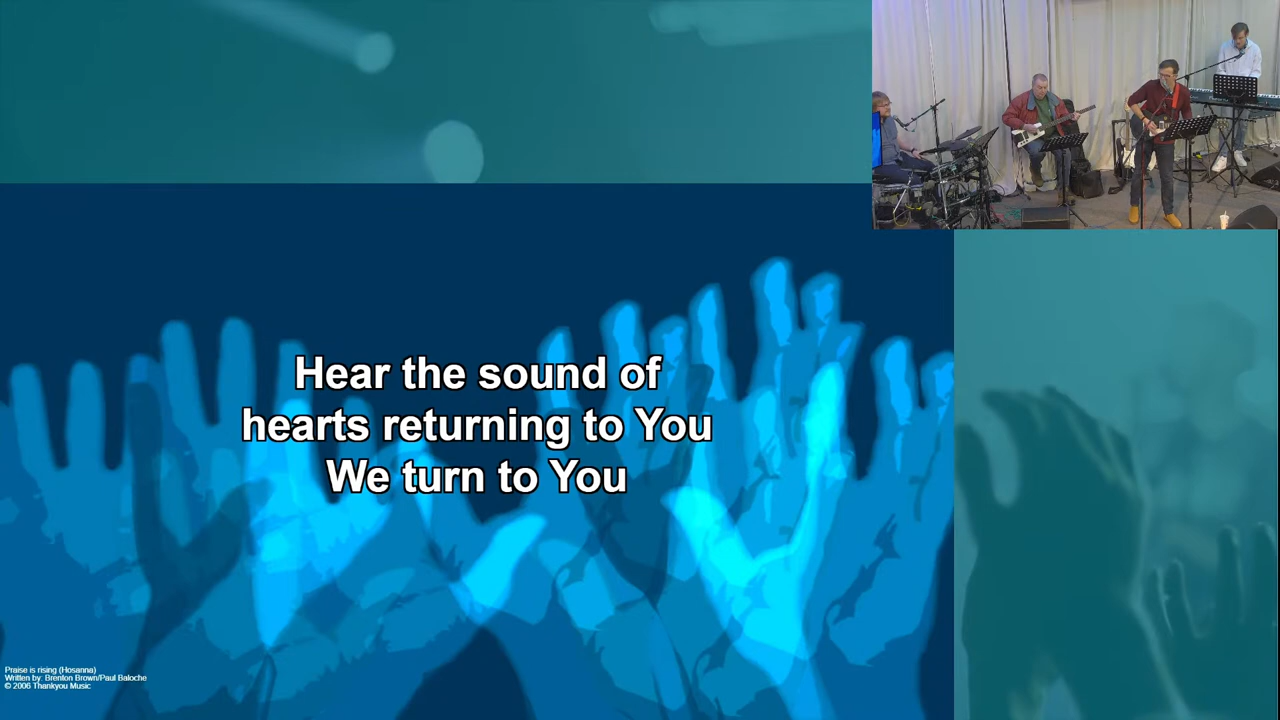 Hear the sound of
hearts returning to You
We turn to You
Praise is rising (Hosanna)
Written by: Brenton Brown/Paul Baloche
© 2006 Thankyou Music